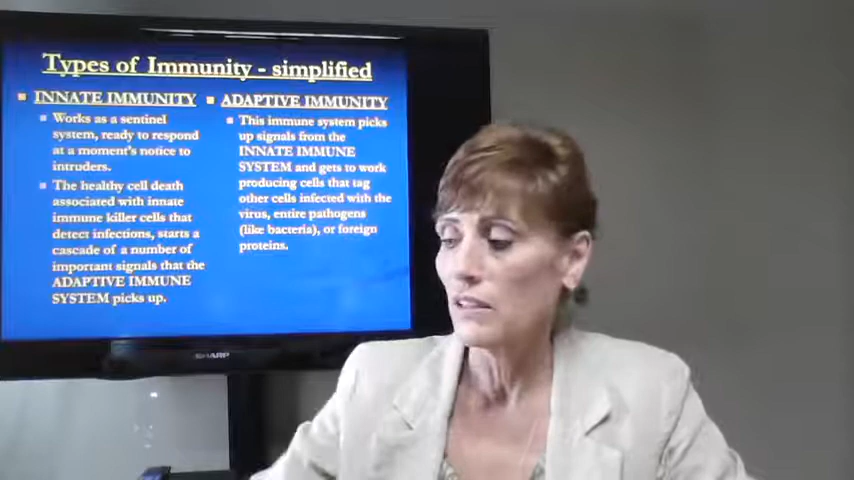 Types of Immunity - simplified
INNATE IMMUNITY
Works as a sentinel
system, ready to respond
at a moment's notice to
intruders.
The healthy cell death
associated with innate
immune killer cells that
detect infections, starts a
cascade of a number of
important signals that the
ADAPTIVE IMMUNE
SYSTEM picks up.
ADAPTIVE IMMUNITY
This immune system picks
up signals from the
INNATE IMMUNE
SYSTEM and gets to work
producing cells that tag
other cells infected with the
virus, entire pathogens
(like bacteria), or foreign
proteins.
SHARP